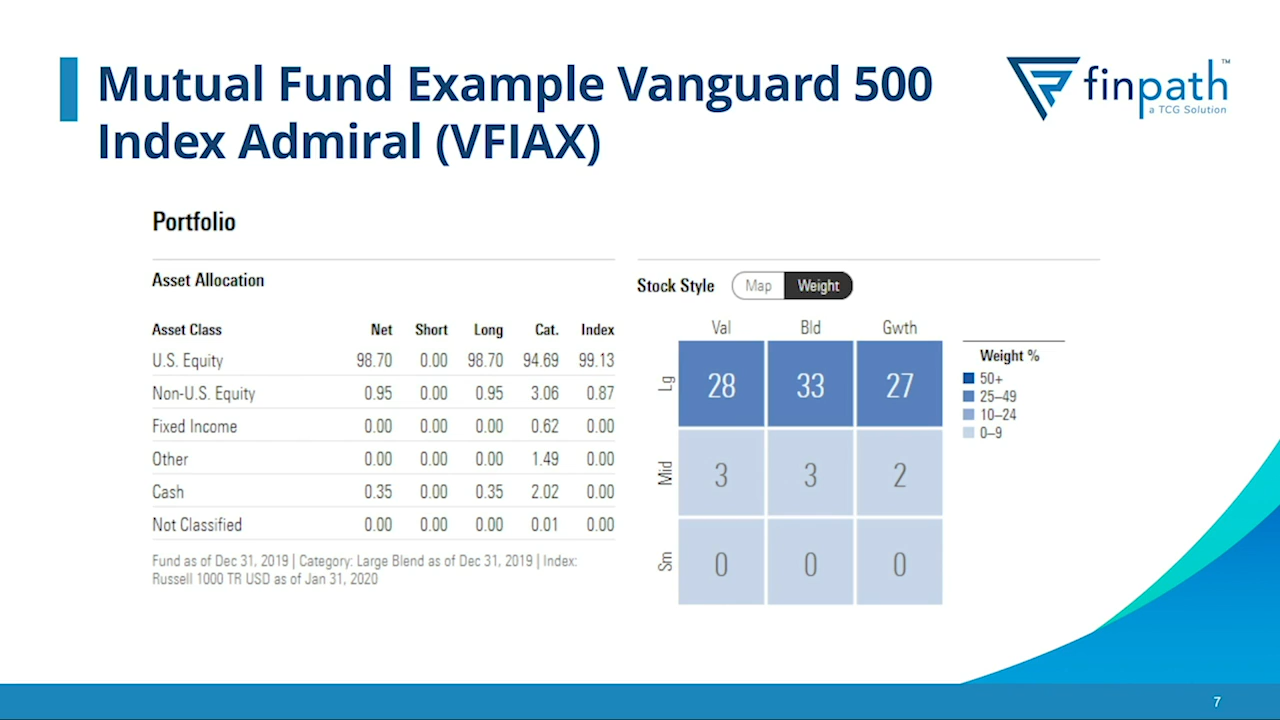 Mutual Fund Example Vanguard 500
Index Admiral (VFIAX)
finpath™
a TCG Solution
Portfolio
Asset Allocation
Asset Class Net Short Long Cat. Index
U.S. Equity 98.70 0.00 98.70 94.69 99.13
Non-U.S. Equity 0.95 0.00 0.95 3.06 0.87
Fixed Income 0.00 0.00 0.00 0.62 0.00
Other 0.00 0.00 0.00 1.49 0.00
Cash 0.35 0.00 0.35 2.02 0.00
Not Classified 0.00 0.00 0.00 0.01 0.00
Fund as of Dec 31, 2019 | Category: Large Blend as of Dec 31, 2019 | Index:
Russell 1000 TR USD as of Jan 31, 2020
Stock Style Map Weight
Val Bld Gwth
Lg 28 33 27
Mid 3 3 2
Sm 0 0 0
Weight %
50+
25–49
10–24
0–9
7